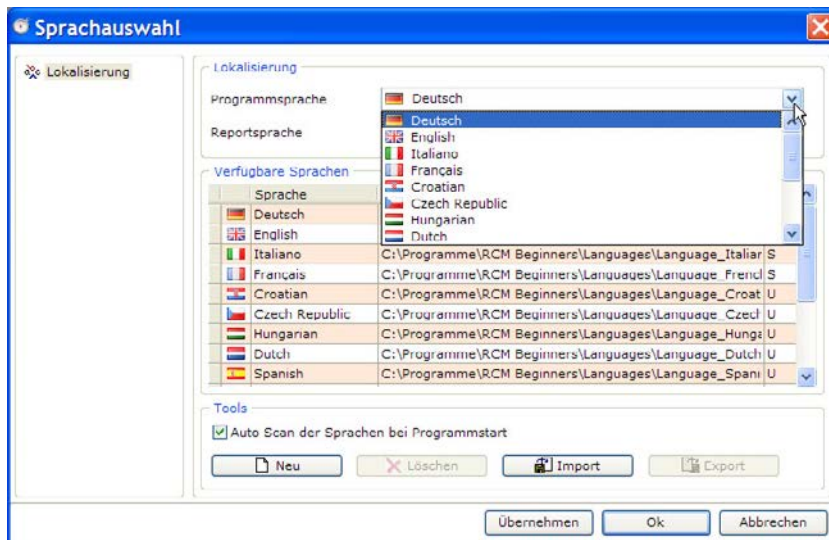 Sprachauswahl
Lokalisierung
Lokalisierung
Programmsprache
Deutsch
Deutsch
Reportsprache
English
Italiano
Français
Croatian
Czech Republic
Hungarian
Dutch
Verfugbare Sprachen
Sprache
Deutsch
English
Italiano C:\Programme\RCM Beginners\Languages\Language_Italiar S
Français C:\Programme\RCM Beginners\Languages\Language_Frencl S
Croatian C:\Programme\RCM Beginners\Languages\Language_Croat U
Czech Republic C:\Programme\RCM Beginners\Languages\Language_Czecl U
Hungarian C:\Programme\RCM Beginners\Languages\Language_Hunga U
Dutch C:\Programme\RCM Beginners\Languages\Language_Dutch U
Spanish C:\Programme\RCM Beginners\Languages\Language_Spani U
Tools
Auto Scan der Sprachen bei Programmstart
Neu Löschen Import Export
Übernehmen Ok Abbrechen